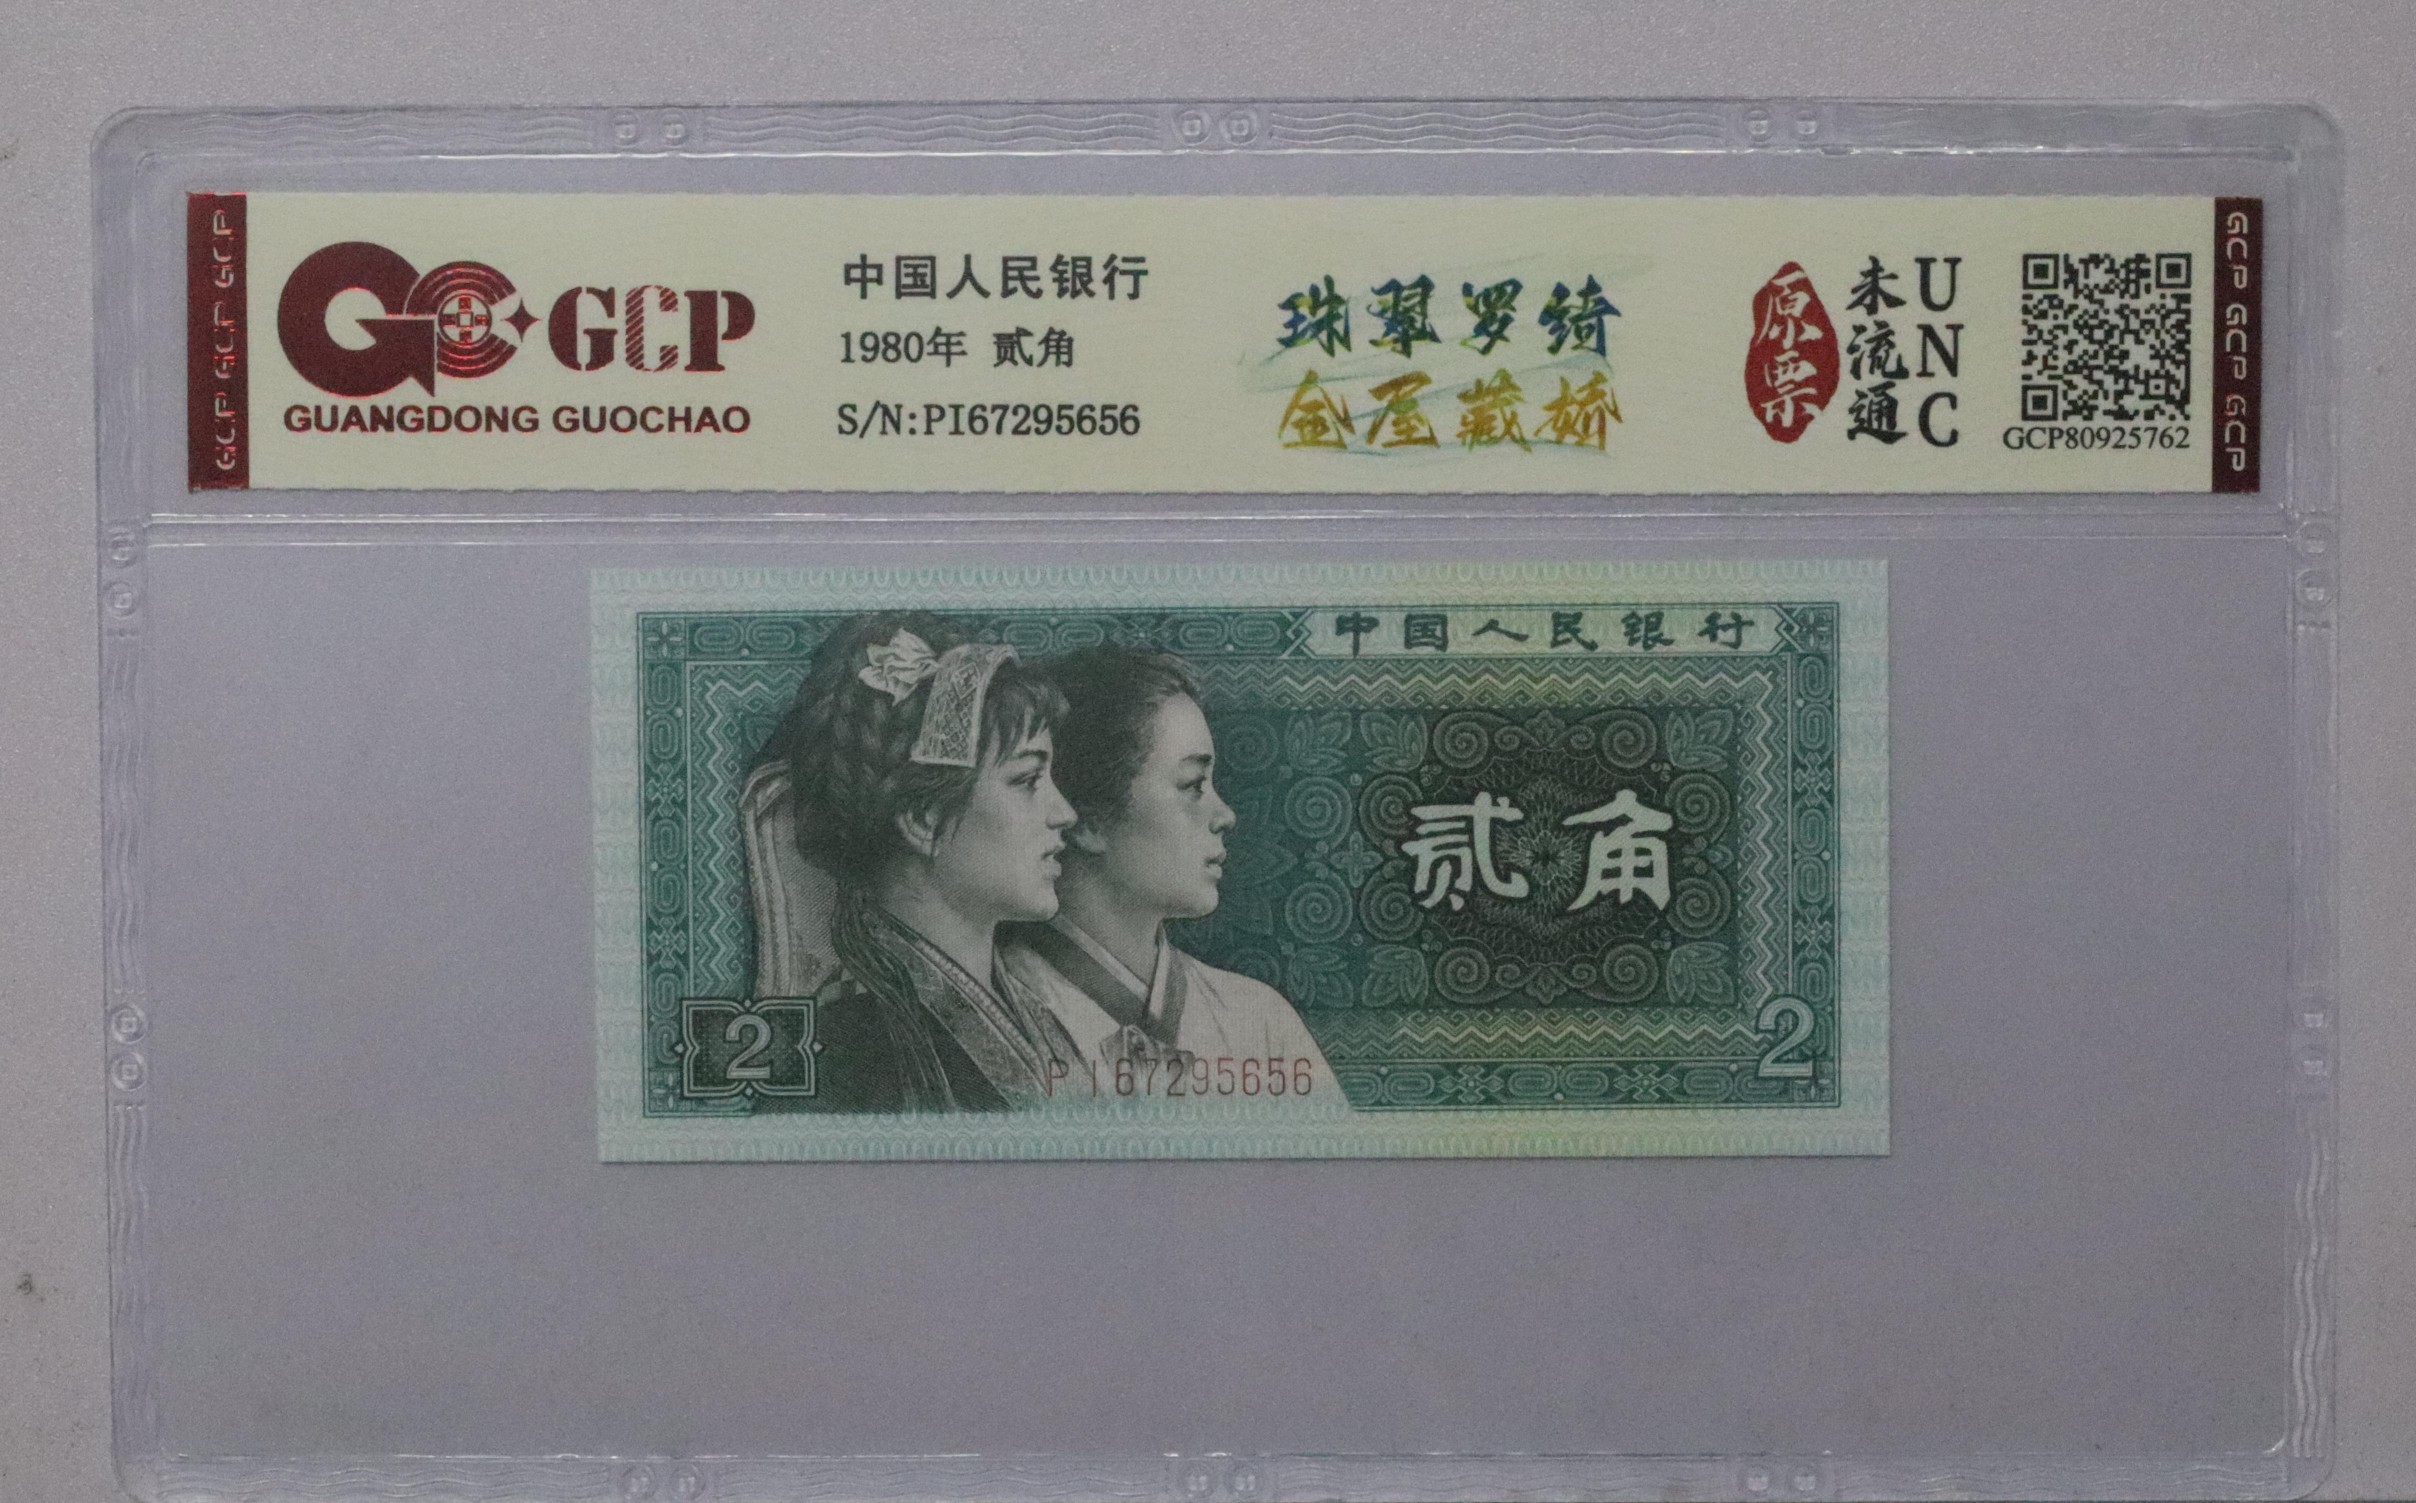 GCP GCP GCP
GCP
GUANGDONG GUOCHAO
中国人民银行
1980年 贰角
S/N:PI67295656
珠翠罗绮
金屋藏娇
原票
未流通
UNC
GCP80925762
GCP GCP GCP
中国人民银行
贰角
2
2
PI67295656